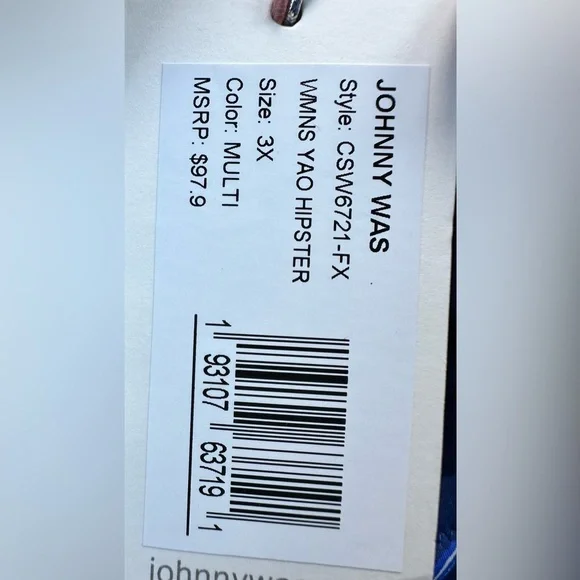 JOHNNY WAS
Style: CSW6721-FX
WMNS YAO HIPSTER
Size: 3X
Color: MULTI
MSRP: $97.9
1 93107 63719 1